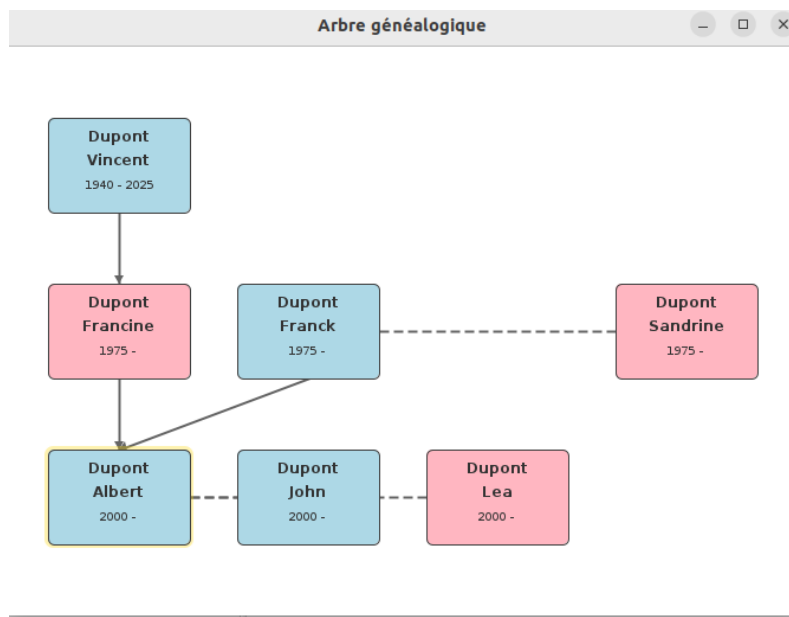 Arbre généalogique
Dupont
Vincent
1940 - 2025
Dupont
Francine
1975 -
Dupont
Franck
1975 -
Dupont
Sandrine
1975 -
Dupont
Albert
2000 -
Dupont
John
2000 -
Dupont
Lea
2000 -